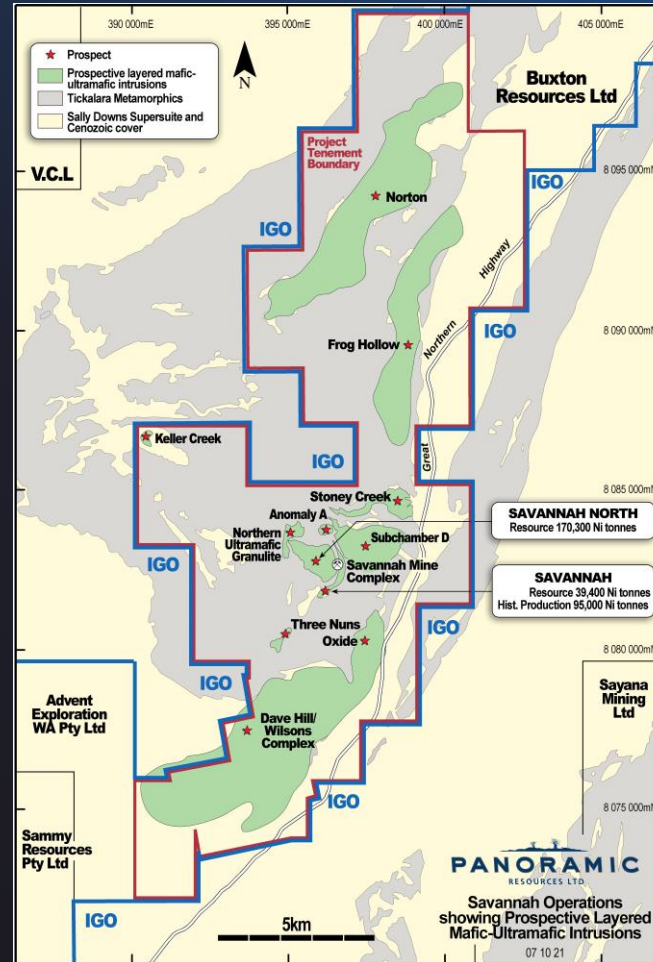 390 000mE
395 000mE
400 000mE
405 000mE
Prospect
Prospective layered mafic-
ultramafic intrusions
Tickalara Metamorphics
Sally Downs Supersuite and
Cenozoic cover
N
Buxton
Resources Ltd
Project
Tenement
Boundary
V.C.L
IGO
8 095 000mN
Norton
IGO
Highway
Northern
Great
8 090 000mN
IGO
Frog Hollow
Keller Creek
IGO
8 085 000mN
Stoney Creek
Anomaly A
SAVANNAH NORTH
Resource 170,300 Ni tonnes
Northern
Ultramafic
Granulite
Subchamber D
Savannah Mine
Complex
IGO
SAVANNAH
Resource 39,400 Ni tonnes
Hist. Production 95,000 Ni tonnes
Three Nuns
Oxide
IGO
8 080 000mN
IGO
Advent
Exploration
WA Pty Ltd
Dave Hill/
Wilsons
Complex
Sayana
Mining
Ltd
IGO
8 075 000mN
Sammy
Resources
Pty Ltd
PANORAMIC
RESOURCES LTD
IGO
5km
Savannah Operations
showing Prospective Layered
Mafic-Ultramafic Intrusions
07 10 21